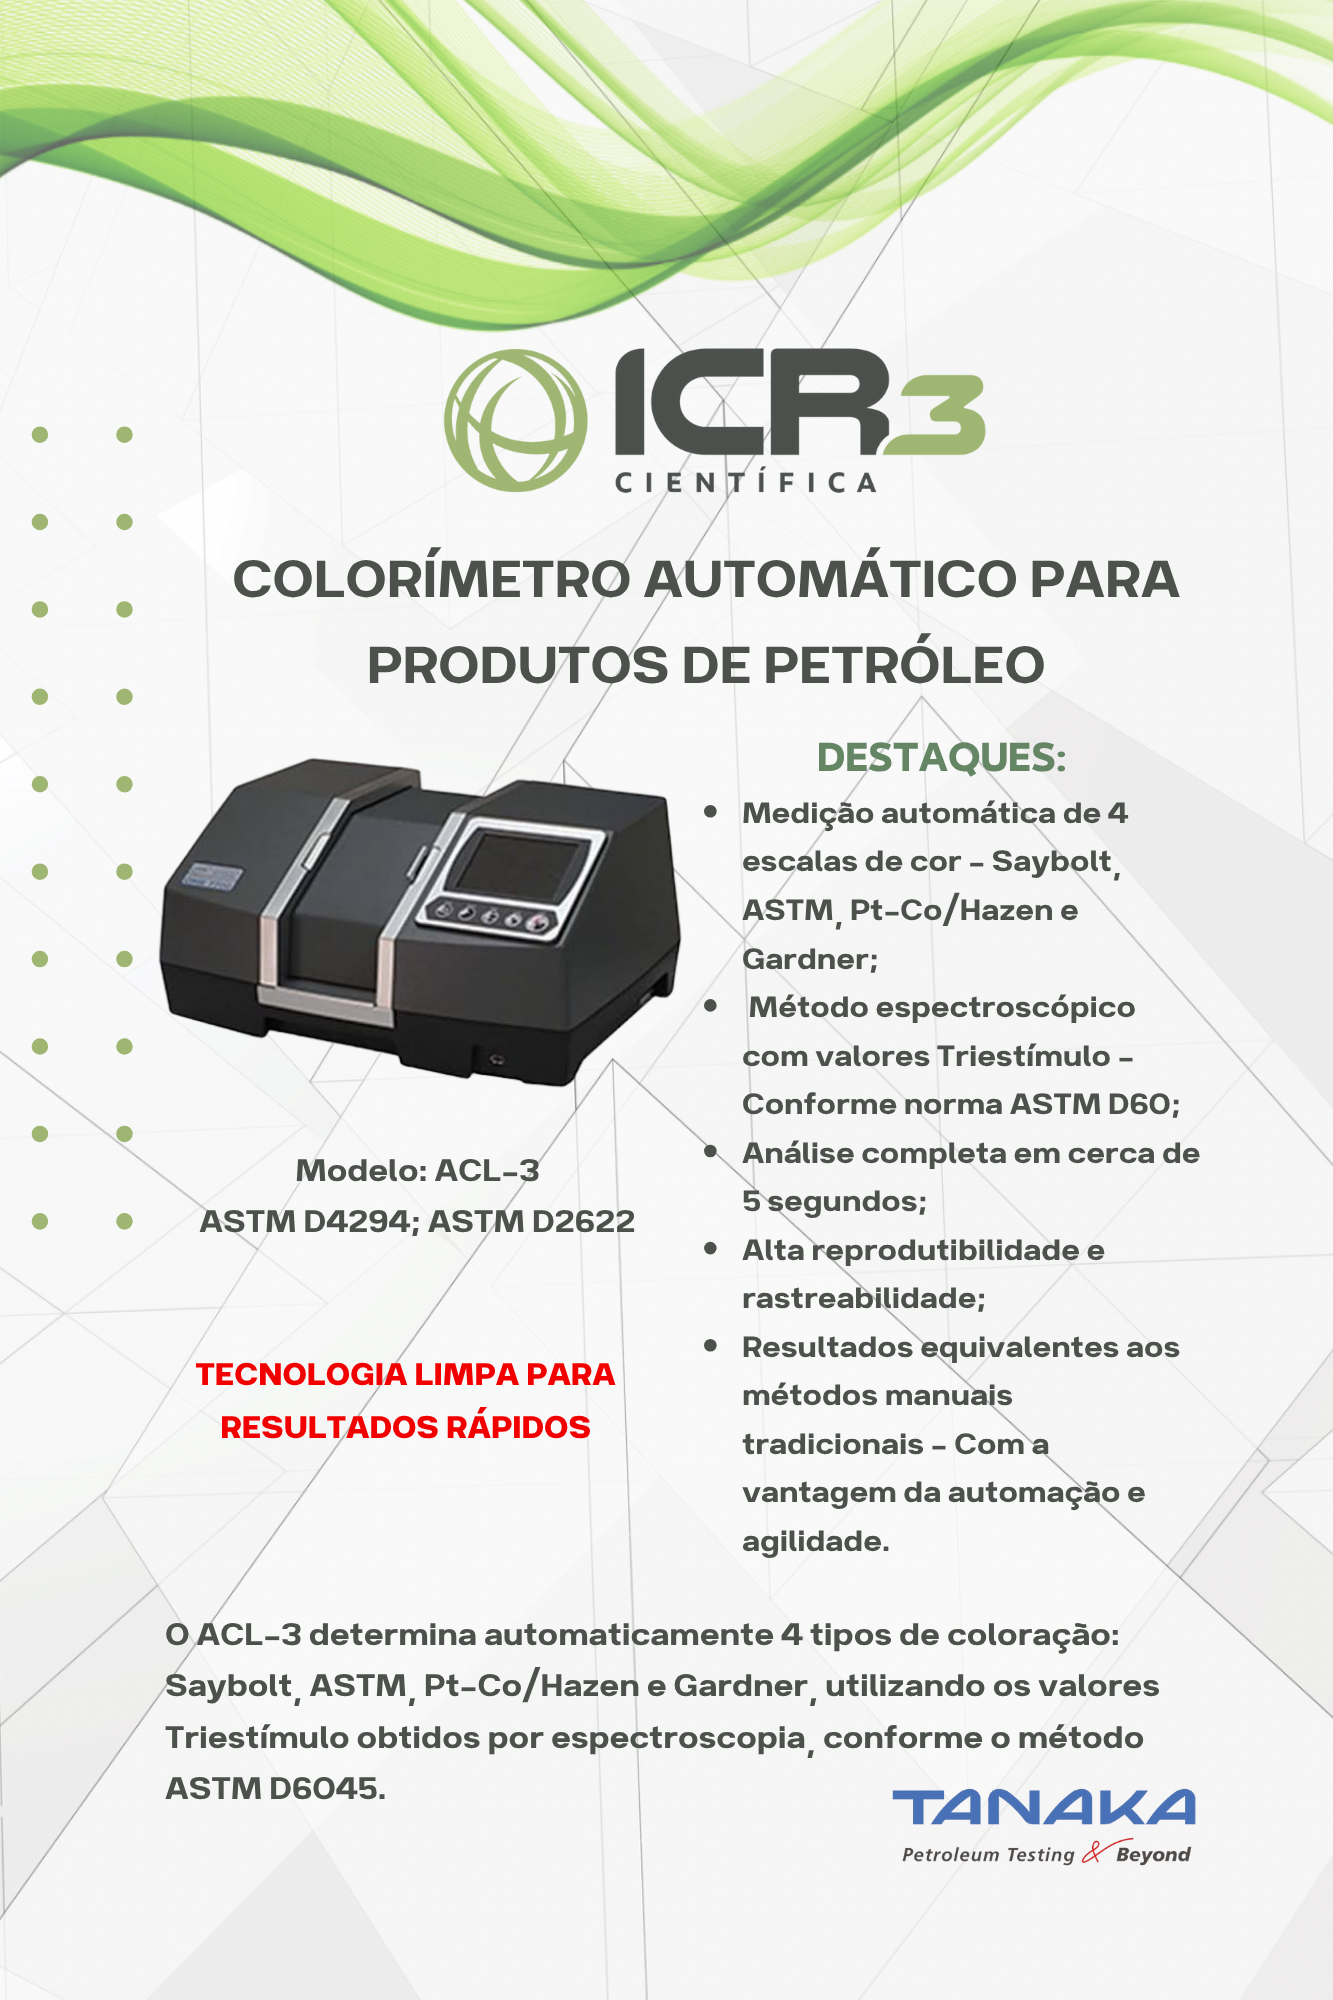 ICR3
CIENTÍFICA
COLORÍMETRO AUTOMÁTICO PARA
PRODUTOS DE PETRÓLEO
DESTAQUES:
• Medição automática de 4
escalas de cor - Saybolt,
ASTM, Pt-Co/Hazen e
Gardner;
• Método espectroscópico
com valores Triestímulo -
Conforme norma ASTM D60;
• Análise completa em cerca de
5 segundos;
• Alta reprodutibilidade e
rastreabilidade;
• Resultados equivalentes aos
métodos manuais
tradicionais - Com a
vantagem da automação e
agilidade.
Modelo: ACL-3
ASTM D4294; ASTM D2622
TECNOLOGIA LIMPA PARA
RESULTADOS RÁPIDOS
O ACL-3 determina automaticamente 4 tipos de coloração:
Saybolt, ASTM, Pt-Co/Hazen e Gardner, utilizando os valores
Triestímulo obtidos por espectroscopia, conforme o método
ASTM D6045.
TANAKA
Petroleum Testing & Beyond